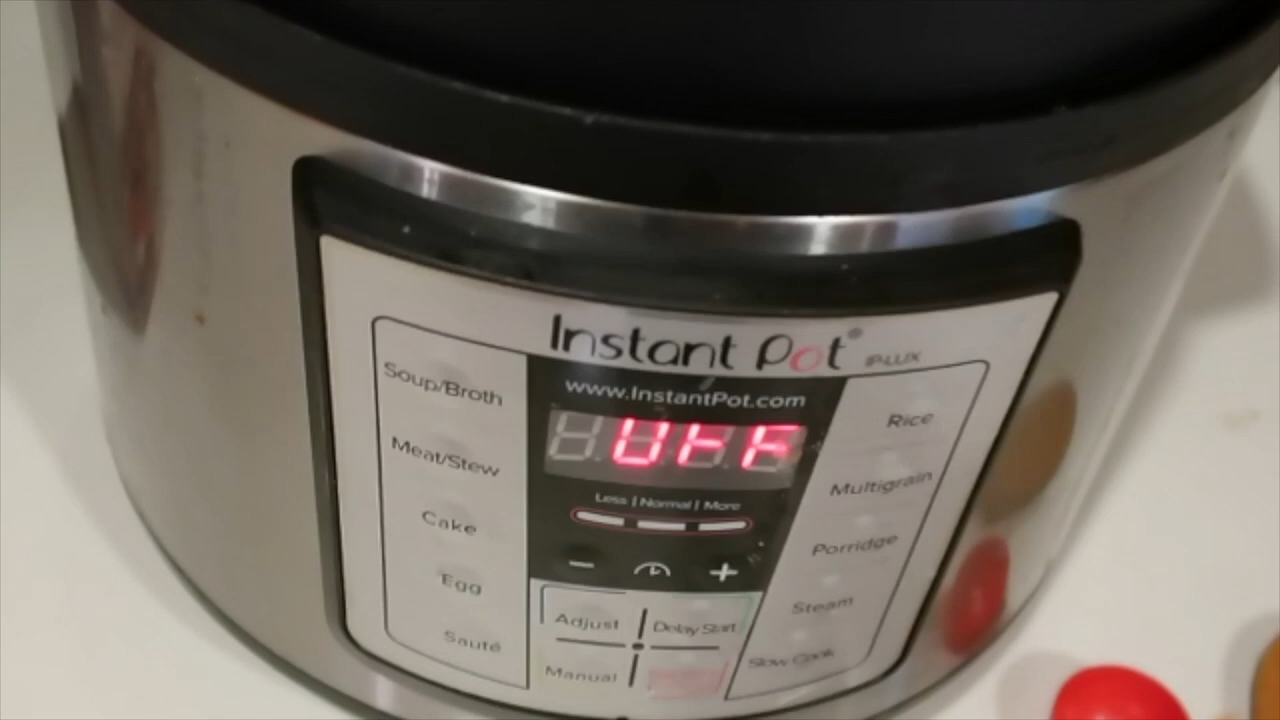 Instant Pot® IP-LUX
www.InstantPot.com
Less | Normal | More
Soup/Broth
Meat/Stew
Cake
Egg
Sauté
- +
Adjust
Delay Start
Manual
Rice
Multigrain
Porridge
Steam
Slow Cook